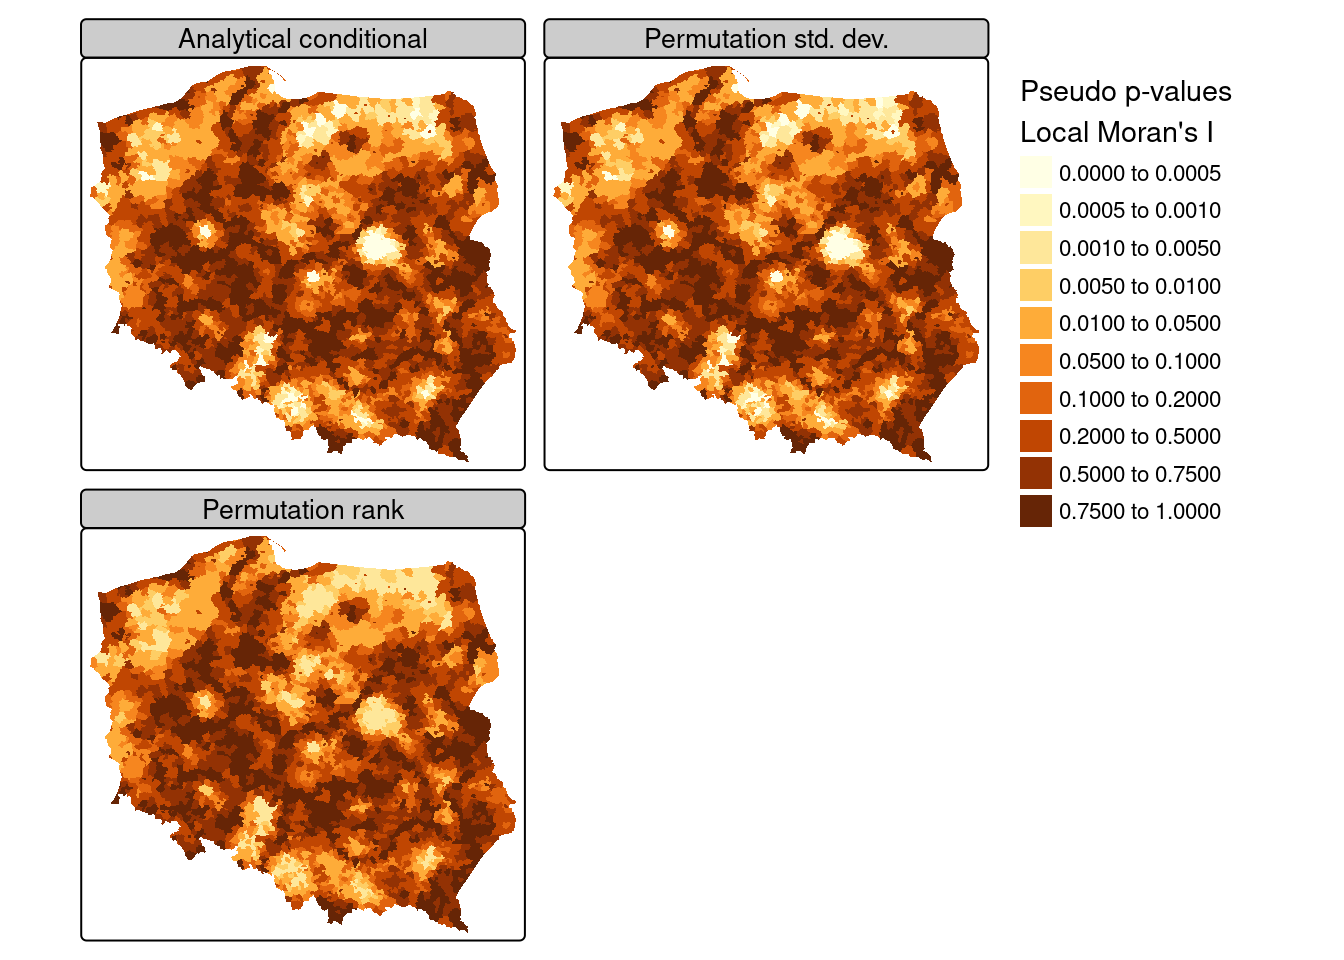 Analytical conditional
Permutation std. dev.
Pseudo p-values
Local Moran's I
0.0000 to 0.0005
0.0005 to 0.0010
0.0010 to 0.0050
0.0050 to 0.0100
0.0100 to 0.0500
0.0500 to 0.1000
0.1000 to 0.2000
0.2000 to 0.5000
0.5000 to 0.7500
0.7500 to 1.0000
Permutation rank